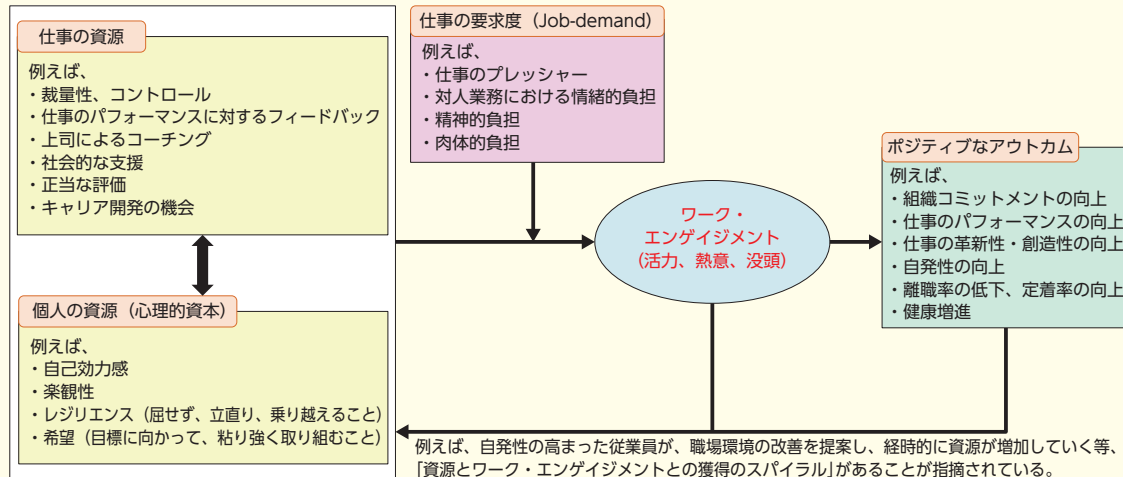 仕事の資源
例えば、
・裁量性、コントロール
・仕事のパフォーマンスに対するフィードバック
・上司によるコーチング
・社会的な支援
・正当な評価
・キャリア開発の機会
個人の資源（心理的資本）
例えば、
・自己効力感
・楽観性
・レジリエンス（屈せず、立直り、乗り越えること）
・希望（目標に向かって、粘り強く取り組むこと）
仕事の要求度（Job-demand）
例えば、
・仕事のプレッシャー
・対人業務における情緒的負担
・精神的負担
・肉体的負担
ワーク・
エンゲイジメント
（活力、熱意、没頭）
ポジティブなアウトカム
例えば、
・組織コミットメントの向上
・仕事のパフォーマンスの向上
・仕事の革新性・創造性の向上
・自発性の向上
・離職率の低下、定着率の向上
・健康増進
例えば、自発性の高まった従業員が、職場環境の改善を提案し、経時的に資源が増加していく等、
「資源とワーク・エンゲイジメントとの獲得のスパイラル」があることが指摘されている。